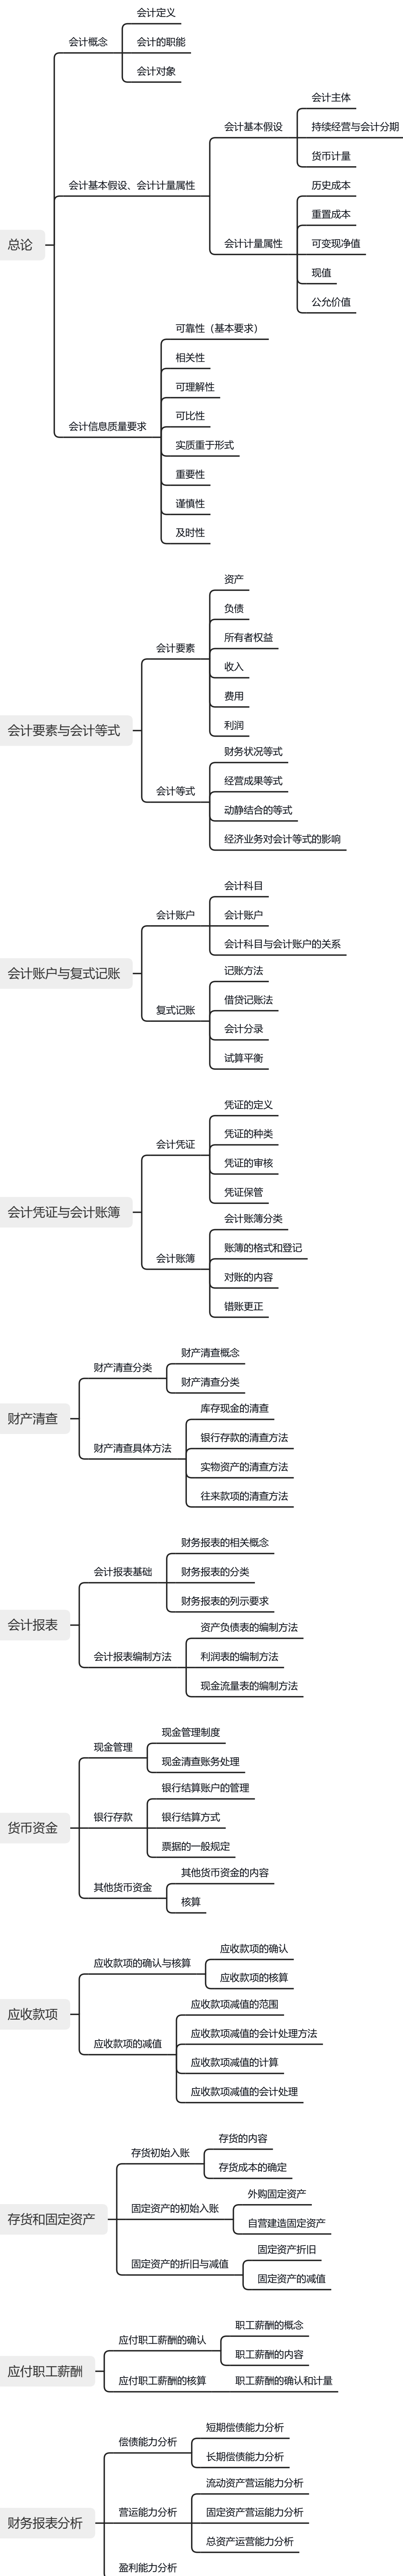 总论
会计概念
会计定义
会计的职能
会计对象
会计基本假设、会计计量属性
会计基本假设
会计主体
持续经营与会计分期
货币计量
会计计量属性
历史成本
重置成本
可变现净值
现值
公允价值
会计信息质量要求
可靠性（基本要求）
相关性
可理解性
可比性
实质重于形式
重要性
谨慎性
及时性
会计要素与会计等式
会计要素
资产
负债
所有者权益
收入
费用
利润
会计等式
财务状况等式
经营成果等式
动静结合的等式
经济业务对会计等式的影响
会计账户与复式记账
会计账户
会计科目
会计账户
会计科目与会计账户的关系
复式记账
记账方法
借贷记账法
会计分录
试算平衡
会计凭证与会计账簿
会计凭证
凭证的定义
凭证的种类
凭证的审核
凭证保管
会计账簿
会计账簿分类
账簿的格式和登记
对账的内容
错账更正
财产清查
财产清查分类
财产清查概念
财产清查分类
财产清查具体方法
库存现金的清查
银行存款的清查方法
实物资产的清查方法
往来款项的清查方法
会计报表
会计报表基础
财务报表的相关概念
财务报表的分类
财务报表的列示要求
会计报表编制方法
资产负债表的编制方法
利润表的编制方法
现金流量表的编制方法
货币资金
现金管理
现金管理制度
现金清查账务处理
银行存款
银行结算账户的管理
银行结算方式
票据的一般规定
其他货币资金
其他货币资金的内容
核算
应收款项
应收款项的确认与核算
应收款项的确认
应收款项的核算
应收款项的减值
应收款项减值的范围
应收款项减值的会计处理方法
应收款项减值的计算
应收款项减值的会计处理
存货和固定资产
存货初始入账
存货的内容
存货成本的确定
固定资产的初始入账
外购固定资产
自营建造固定资产
固定资产的折旧与减值
固定资产折旧
固定资产的减值
应付职工薪酬
应付职工薪酬的确认
职工薪酬的概念
职工薪酬的内容
应付职工薪酬的核算
职工薪酬的确认和计量
财务报表分析
偿债能力分析
短期偿债能力分析
长期偿债能力分析
营运能力分析
流动资产营运能力分析
固定资产营运能力分析
总资产运营能力分析
盈利能力分析